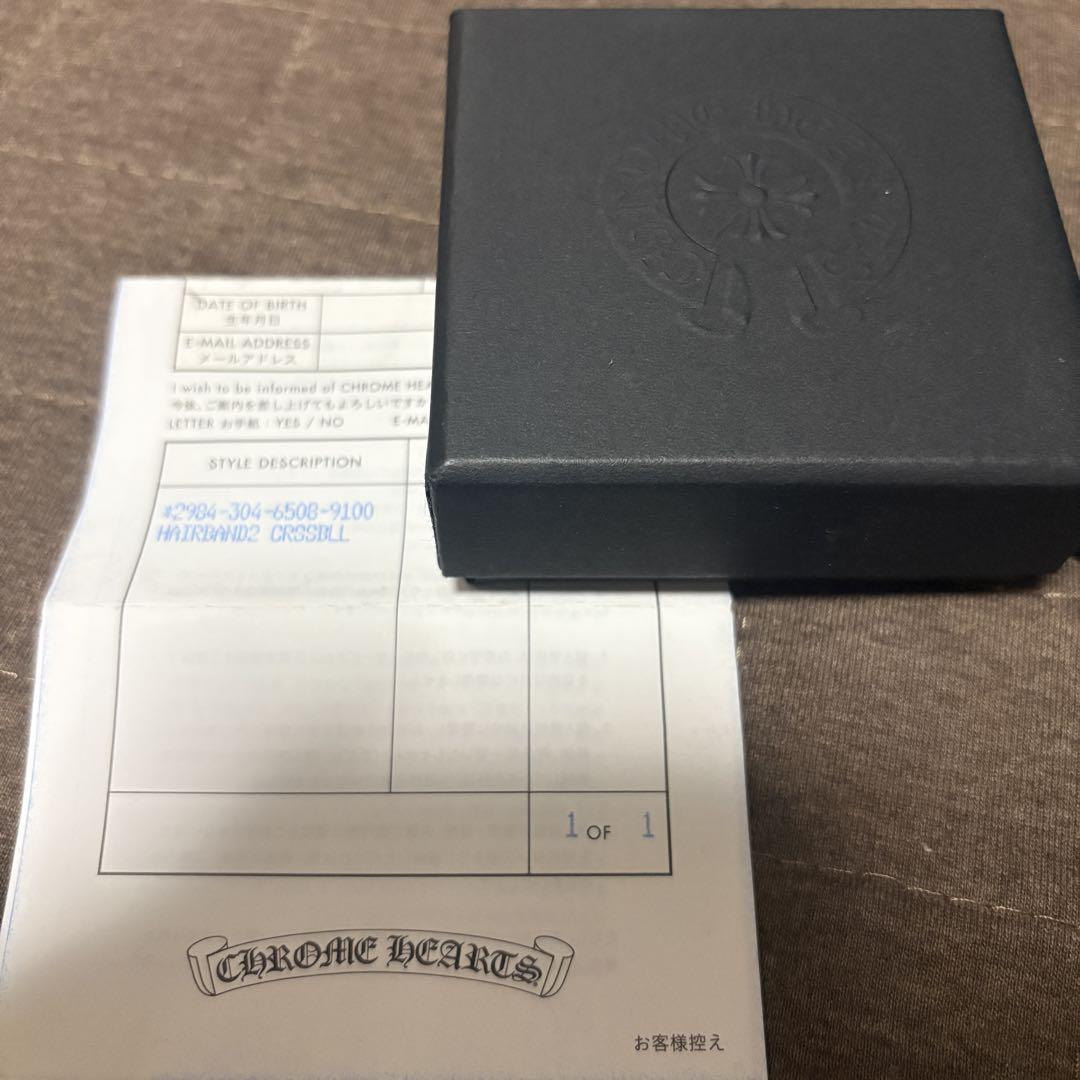 DATE OF BIRTH
生年月日
E-MAIL ADDRESS
メールアドレス
I wish to be informed of CHROME HEA
今後、ご案内を差し上げてもよろしいですか
LETTER お手紙 : YES / NO E-MA
STYLE DESCRIPTION
*2984-304-6508-9100
HAIRBAND2 CRSSBLL
1 OF 1
CHROME HEARTS
お客様控え